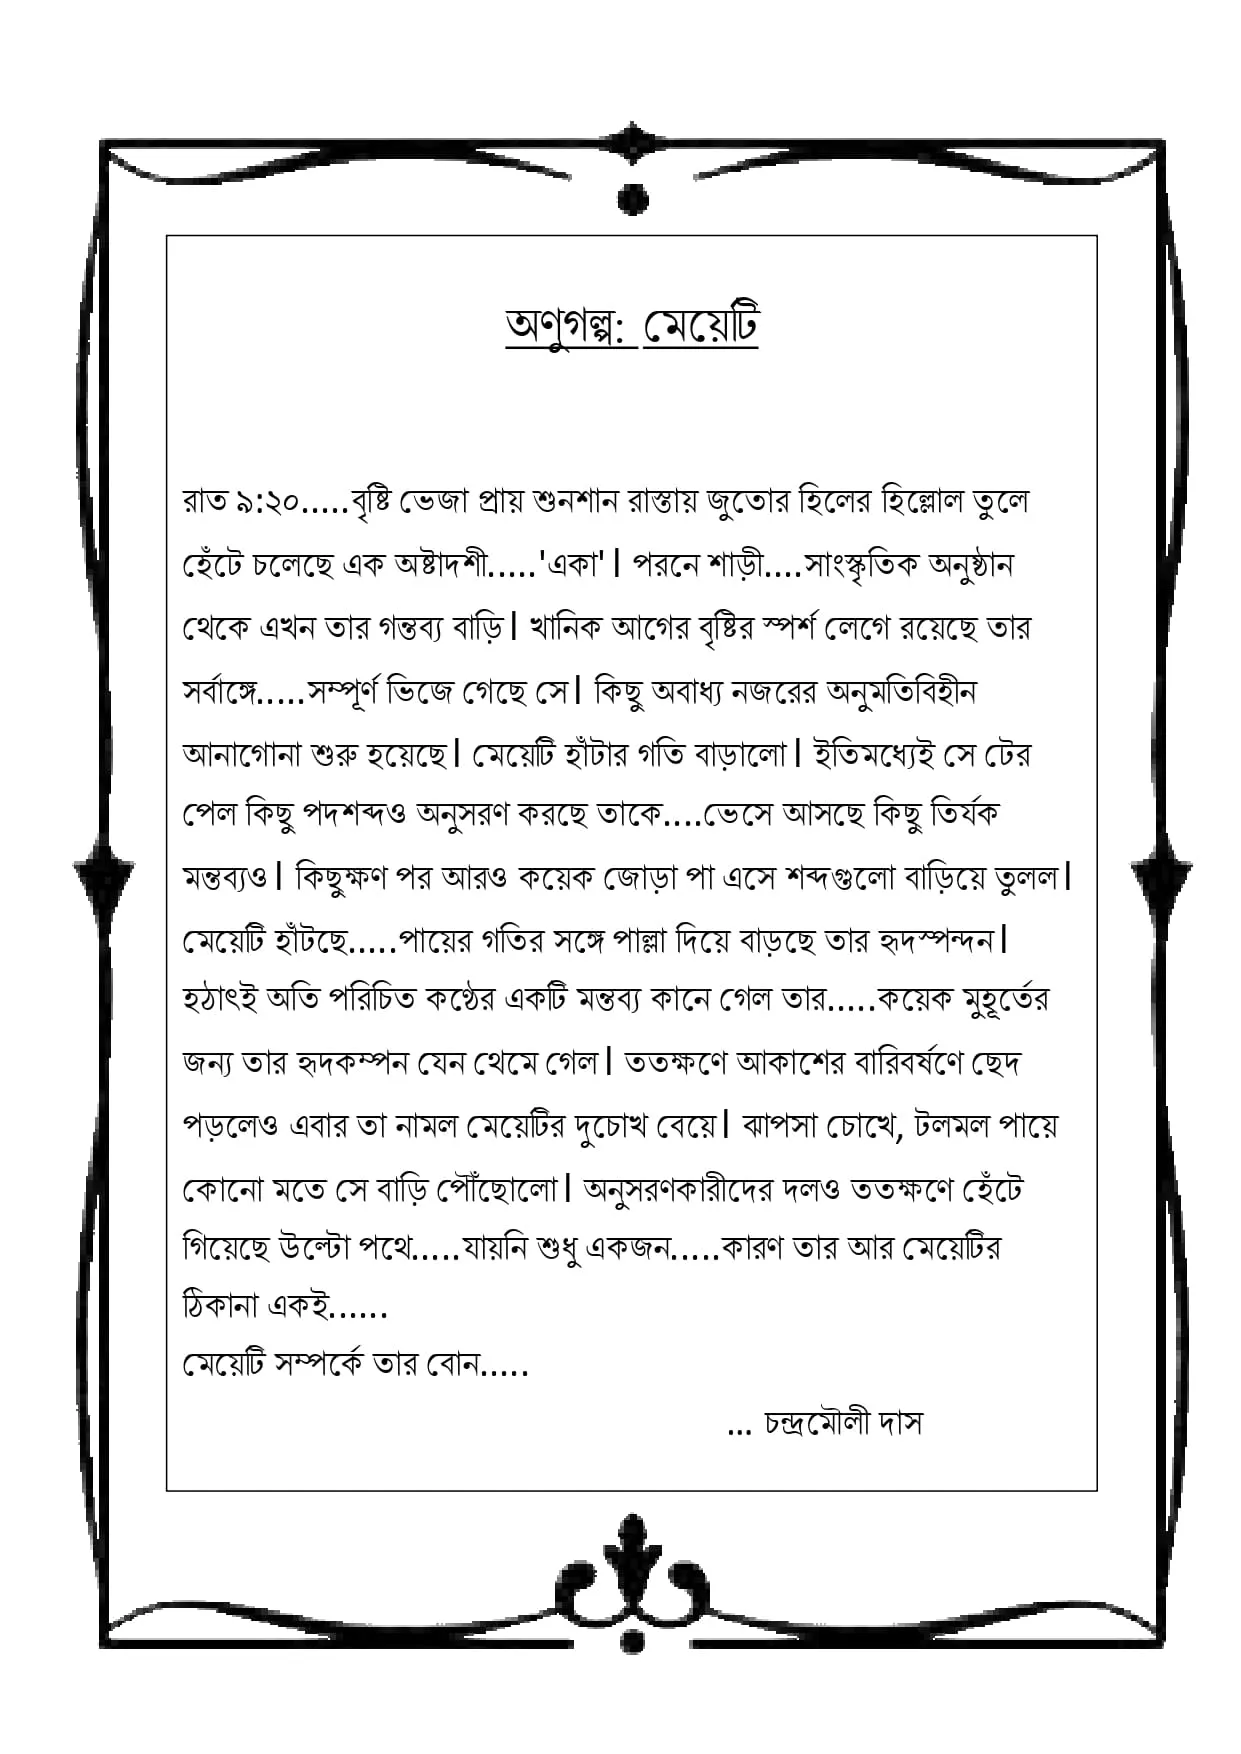 অণুগল্প: মেয়েটি
রাত ৯:২০.....বৃষ্টি ভেজা প্রায় শুনশান রাস্তায় জুতোর হিলের হিল্লোল তুলে
হেঁটে চলেছে এক অষ্টাদশী.....'একা'। পরনে শাড়ী....সাংস্কৃতিক অনুষ্ঠান
থেকে এখন তার গন্তব্য বাড়ি। খানিক আগের বৃষ্টির স্পর্শ লেগে রয়েছে তার
সর্বাঙ্গে.....সম্পূর্ণ ভিজে গেছে সে। কিছু অবাধ্য নজরের অনুমতিবিহীন
আনাগোনা শুরু হয়েছে। মেয়েটি হাঁটার গতি বাড়ালো। ইতিমধ্যেই সে টের
পেল কিছু পদশব্দও অনুসরণ করছে তাকে....ভেসে আসছে কিছু তির্যক
মন্তব্যও। কিছুক্ষণ পর আরও কয়েক জোড়া পা এসে শব্দগুলো বাড়িয়ে তুলল।
মেয়েটি হাঁটছে.....পায়ের গতির সঙ্গে পাল্লা দিয়ে বাড়ছে তার হৃদস্পন্দন।
হঠাৎই অতি পরিচিত কণ্ঠের একটি মন্তব্য কানে গেল তার.....কয়েক মুহূর্তের
জন্য তার হৃদকম্পন যেন থেমে গেল। ততক্ষণে আকাশের বারিবর্ষণে ছেদ
পড়লেও এবার তা নামল মেয়েটির দুচোখ বেয়ে। ঝাপসা চোখে, টলমল পায়ে
কোনো মতে সে বাড়ি পৌঁছোলো। অনুসরণকারীদের দলও ততক্ষণে হেঁটে
গিয়েছে উল্টো পথে.....যায়নি শুধু একজন.....কারণ তার আর মেয়েটির
ঠিকানা একই......
মেয়েটি সম্পর্কে তার বোন.....
... চন্দ্রমৌলী দাস